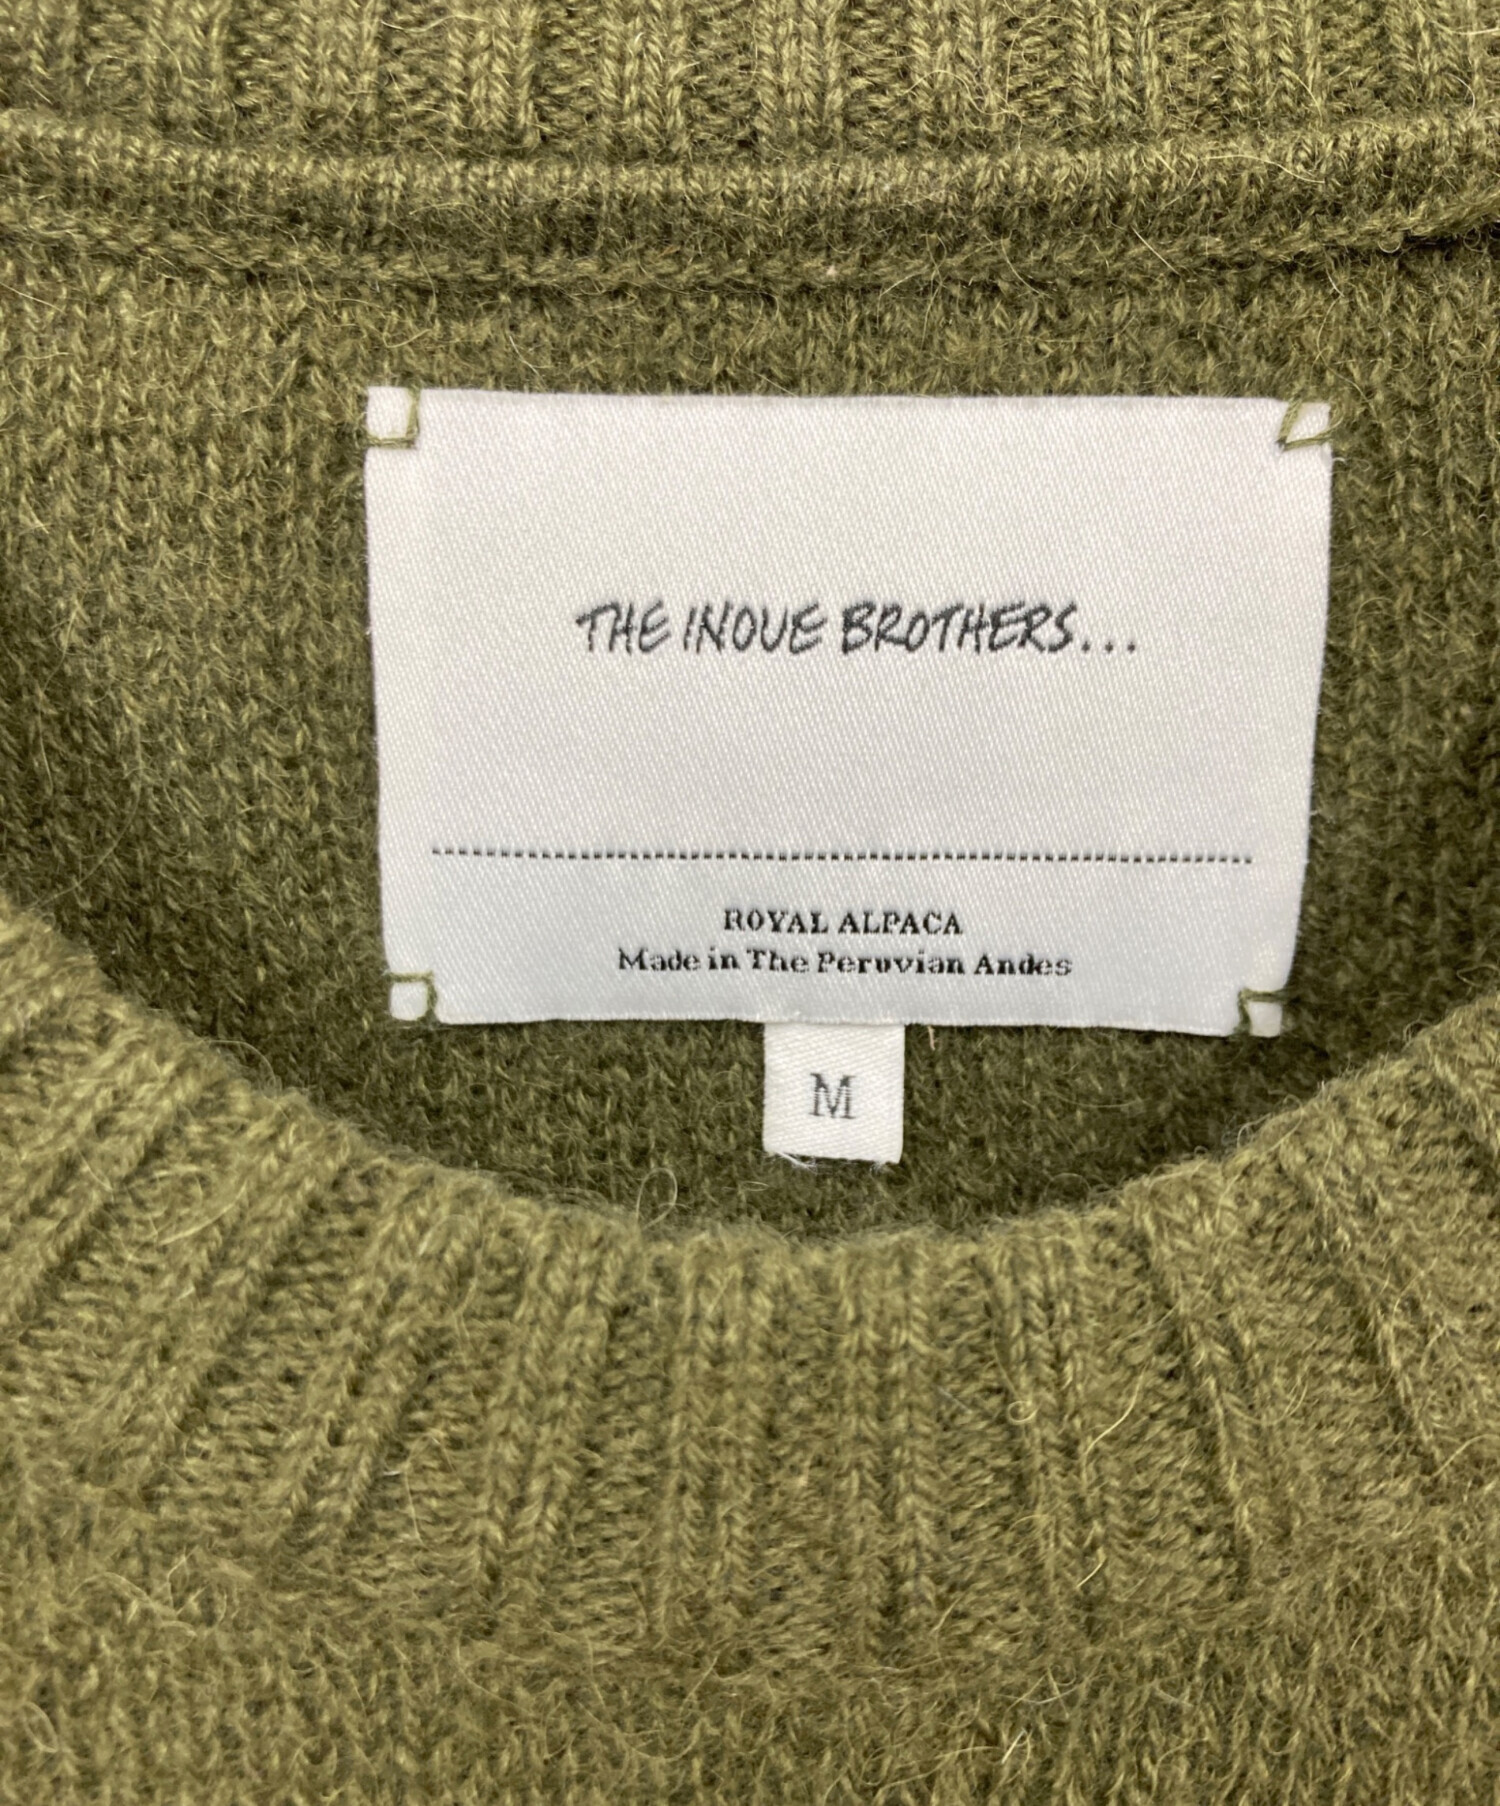 THE INOUE BROTHERS...
ROYAL ALPACA
Made in The Peruvian Andes
M